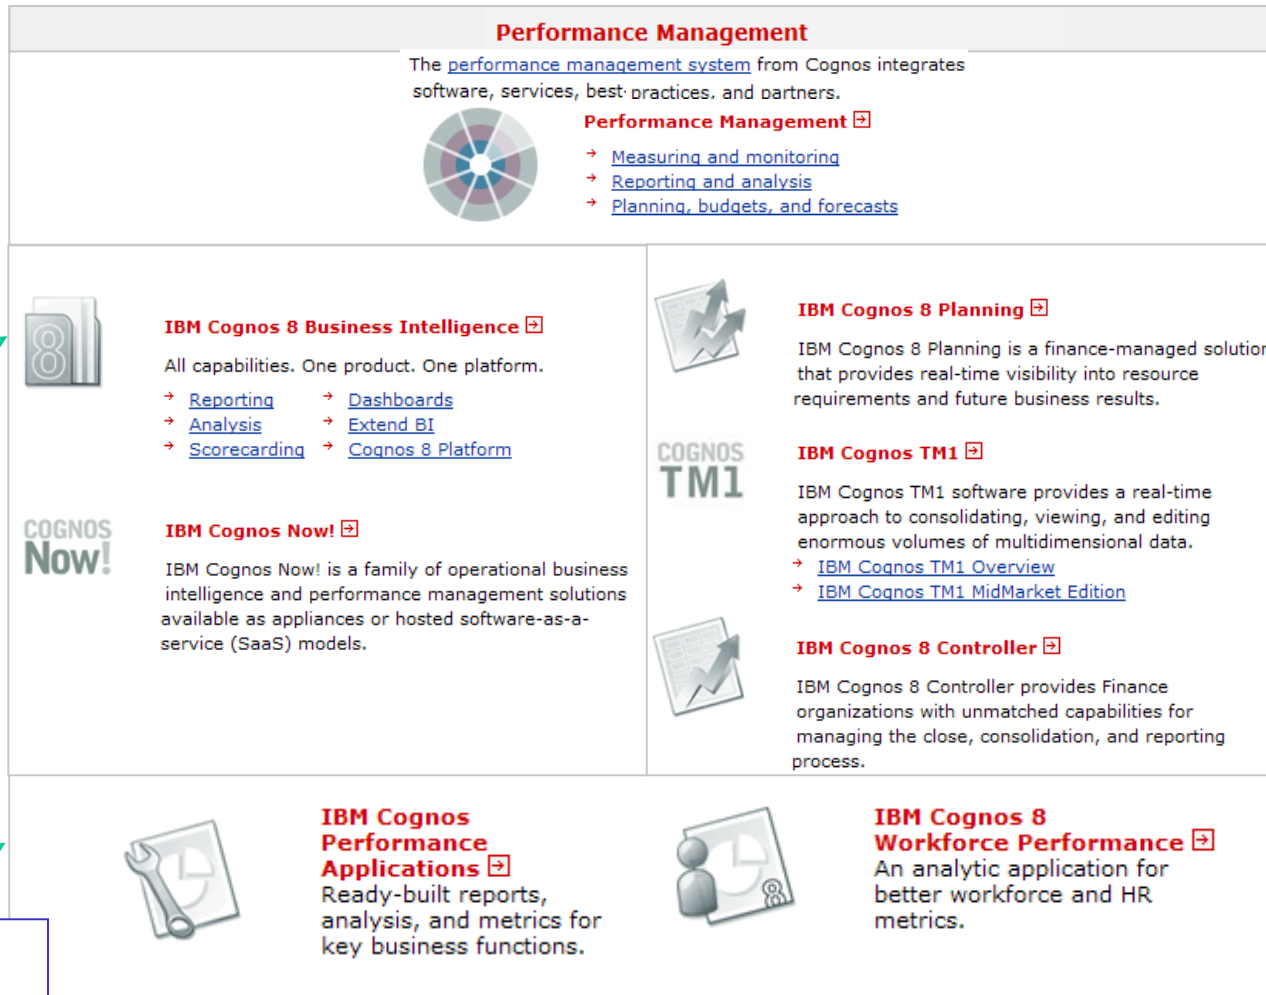 Performance Management
The performance management system from Cognos integrates
software, services, best practices, and partners.
Performance Management
Measuring and monitoring
Reporting and analysis
Planning, budgets, and forecasts
8
IBM Cognos 8 Business Intelligence
All capabilities. One product. One platform.
Reporting
Analysis
Scorecarding
Dashboards
Extend BI
Cognos 8 Platform
COGNOS
Now!
IBM Cognos Now!
IBM Cognos Now! is a family of operational business
intelligence and performance management solutions
available as appliances or hosted software-as-a-
service (SaaS) models.
IBM Cognos 8 Planning
IBM Cognos 8 Planning is a finance-managed solution
that provides real-time visibility into resource
requirements and future business results.
COGNOS
TM1
IBM Cognos TM1
IBM Cognos TM1 software provides a real-time
approach to consolidating, viewing, and editing
enormous volumes of multidimensional data.
IBM Cognos TM1 Overview
IBM Cognos TM1 MidMarket Edition
IBM Cognos 8 Controller
IBM Cognos 8 Controller provides Finance
organizations with unmatched capabilities for
managing the close, consolidation, and reporting
process.
IBM Cognos
Performance
Applications
Ready-built reports,
analysis, and metrics for
key business functions.
8
IBM Cognos 8
Workforce Performance
An analytic application for
better workforce and HR
metrics.